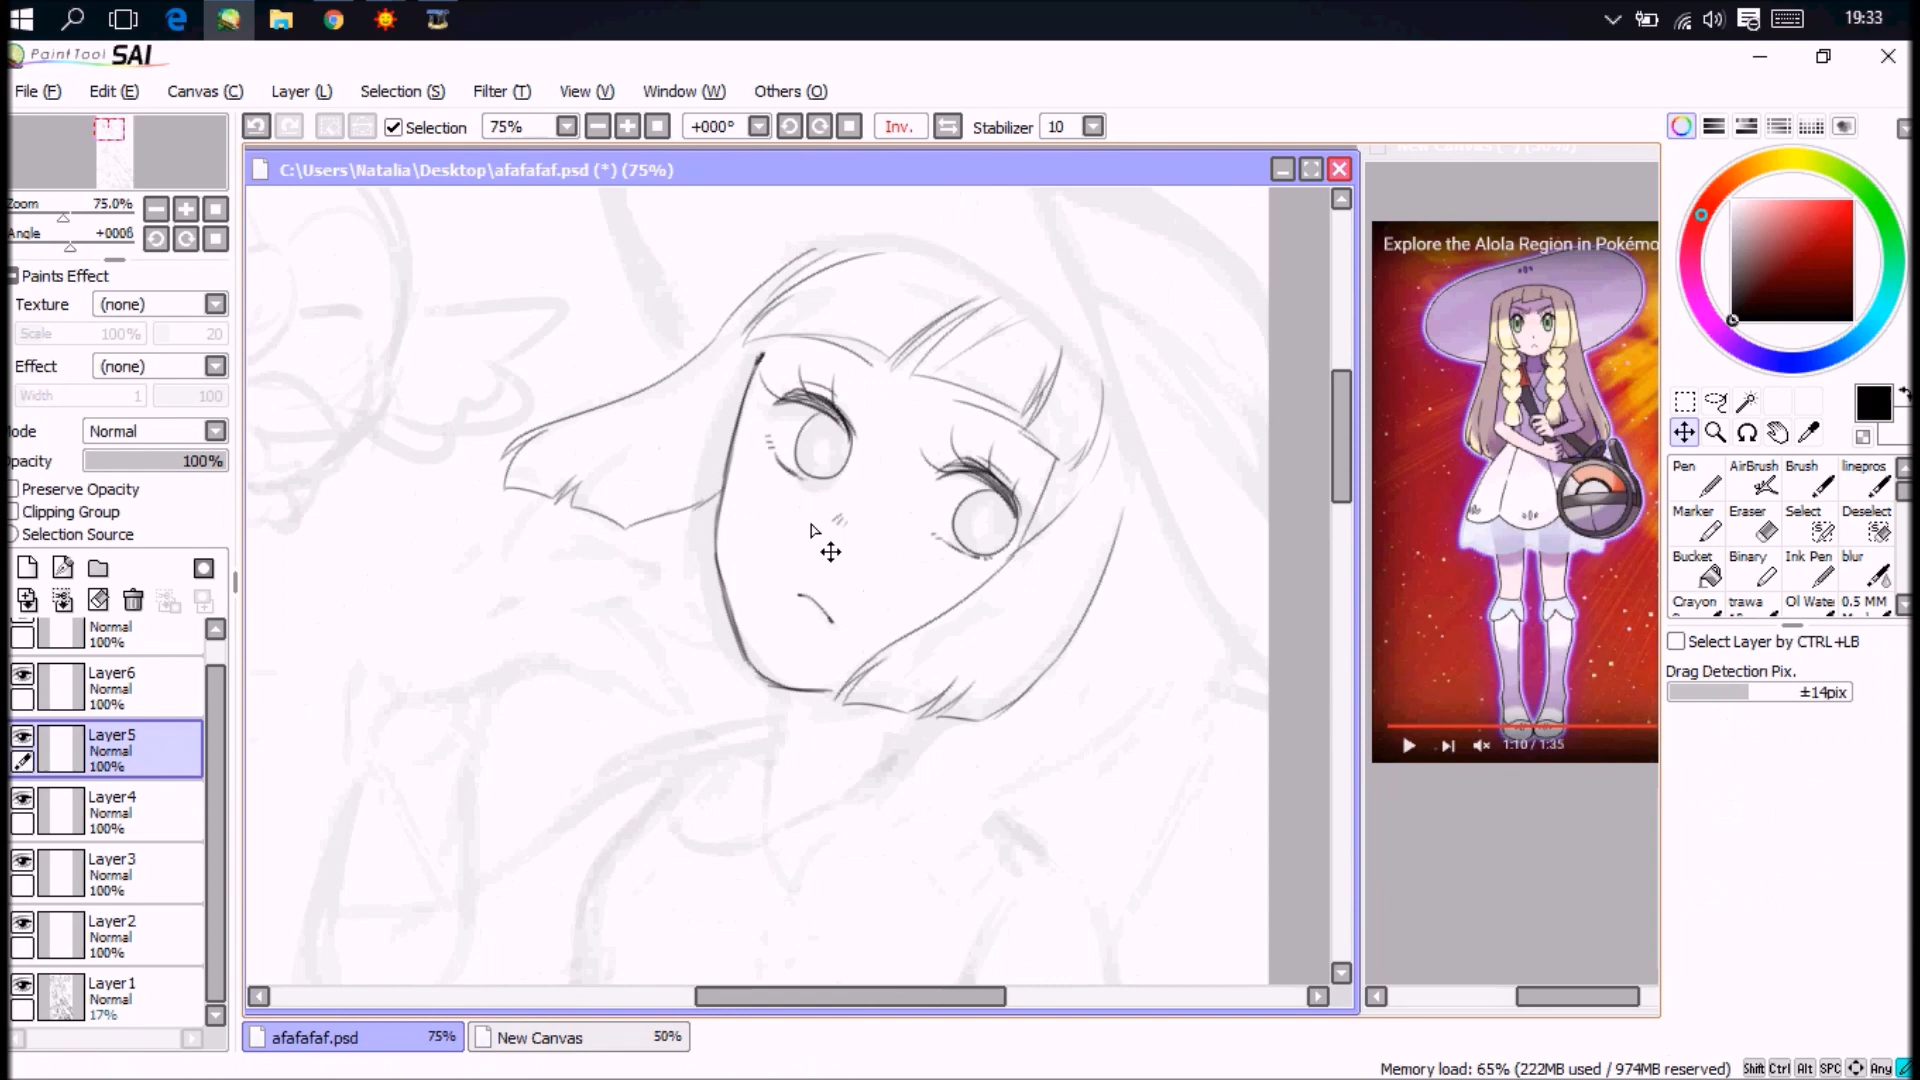 19:33
PaintTool SAI
File (F) Edit (E) Canvas (C) Layer (L) Selection (S) Filter (T) View (V) Window (W) Others (O)
Selection 75% +000° Inv. Stabilizer 10
C:\Users\Natalia\Desktop\afafafaf.psd (*) (75%)
Zoom 75.0%
Angle +000ß
Paints Effect
Texture (none)
Scale 100% 20
Effect (none)
Width 1 100
Mode Normal
Opacity 100%
Preserve Opacity
Clipping Group
Selection Source
Normal
100%
Layer6
Normal
100%
Layer5
Normal
100%
Layer4
Normal
100%
Layer3
Normal
100%
Layer2
Normal
100%
Layer1
Normal
17%
Explore the Alola Region in Pokémo
1:10 / 1:35
Pen AirBrush Brush linepros
Marker Eraser Select Deselect
Bucket Binary Ink Pen blur
Crayon trawa Ol Wate 0.5 MM
Select Layer by CTRL+LB
Drag Detection Pix.
±14pix
afafafaf.psd 75% New Canvas 50%
Memory load: 65% (222MB used / 974MB reserved) Shift Ctrl Alt SPC Any